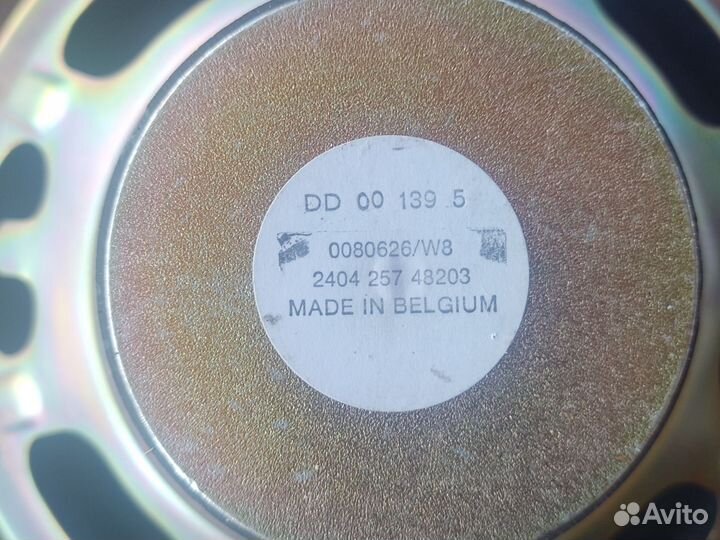 DD 00 139 5
0080626/W8
2404 257 48203
MADE IN BELGIUM
Avito